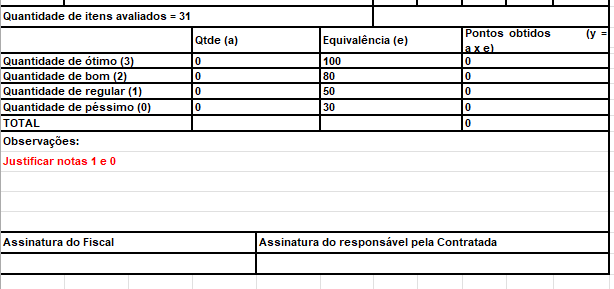 Quantidade de itens avaliados = 31
Qtde (a) Equivalência (e) Pontos obtidos (y =
a x e)
Quantidade de ótimo (3) 0 100 0
Quantidade de bom (2) 0 80 0
Quantidade de regular (1) 0 50 0
Quantidade de péssimo (0) 0 30 0
TOTAL 0
Observações:
Justificar notas 1 e 0
Assinatura do Fiscal Assinatura do responsável pela Contratada